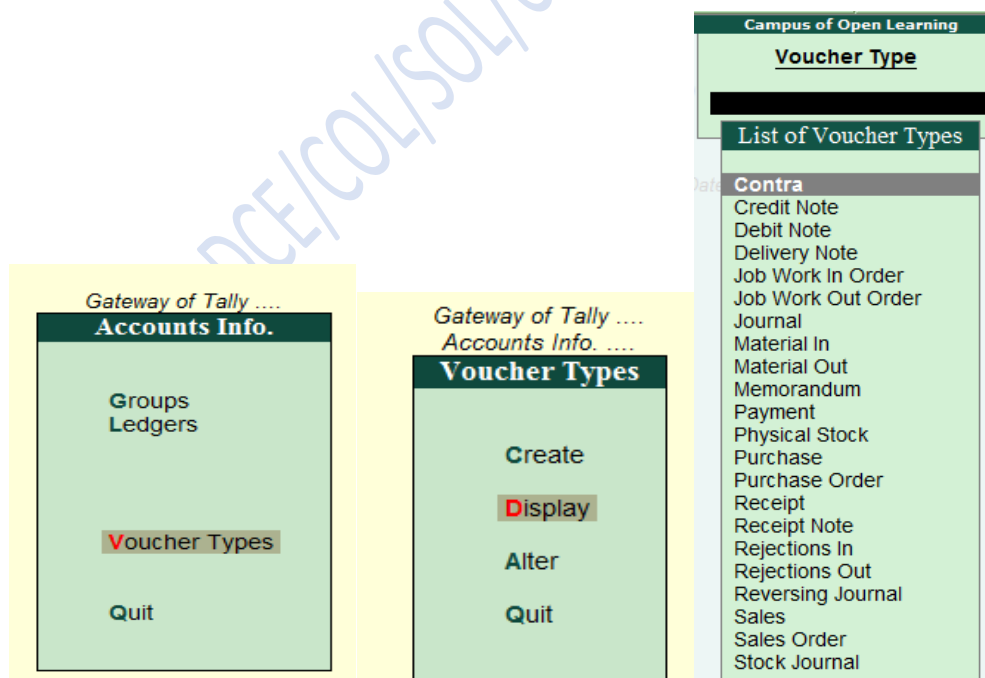 DCE/COL/SOL/
Gateway of Tally ....
Accounts Info.
Groups
Ledgers
Voucher Types
Quit
Gateway of Tally ....
Accounts Info. ....
Voucher Types
Create
Display
Alter
Quit
Campus of Open Learning
Voucher Type
List of Voucher Types
Contra
Credit Note
Debit Note
Delivery Note
Job Work In Order
Job Work Out Order
Journal
Material In
Material Out
Memorandum
Payment
Physical Stock
Purchase
Purchase Order
Receipt
Receipt Note
Rejections In
Rejections Out
Reversing Journal
Sales
Sales Order
Stock Journal